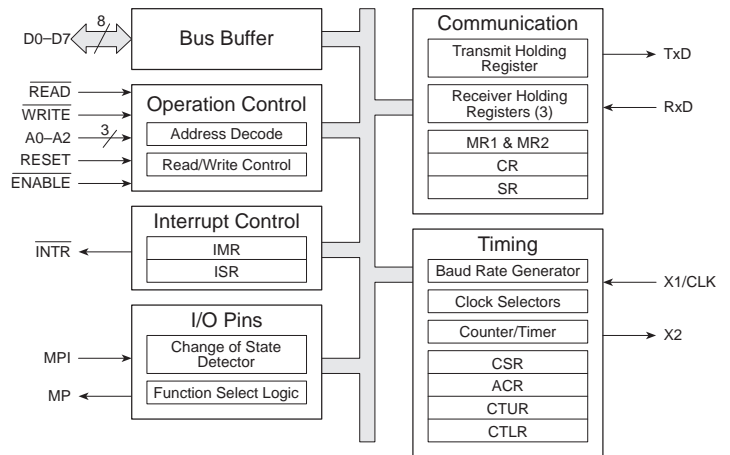 D0–D7
8
Bus Buffer
READ
WRITE
A0–A2
3
RESET
ENABLE
Operation Control
Address Decode
Read/Write Control
INTR
Interrupt Control
IMR
ISR
MPI
MP
I/O Pins
Change of State
Detector
Function Select Logic
Communication
Transmit Holding
Register
Receiver Holding
Registers (3)
MR1 & MR2
CR
SR
TxD
RxD
Timing
Baud Rate Generator
Clock Selectors
Counter/Timer
CSR
ACR
CTUR
CTLR
X1/CLK
X2